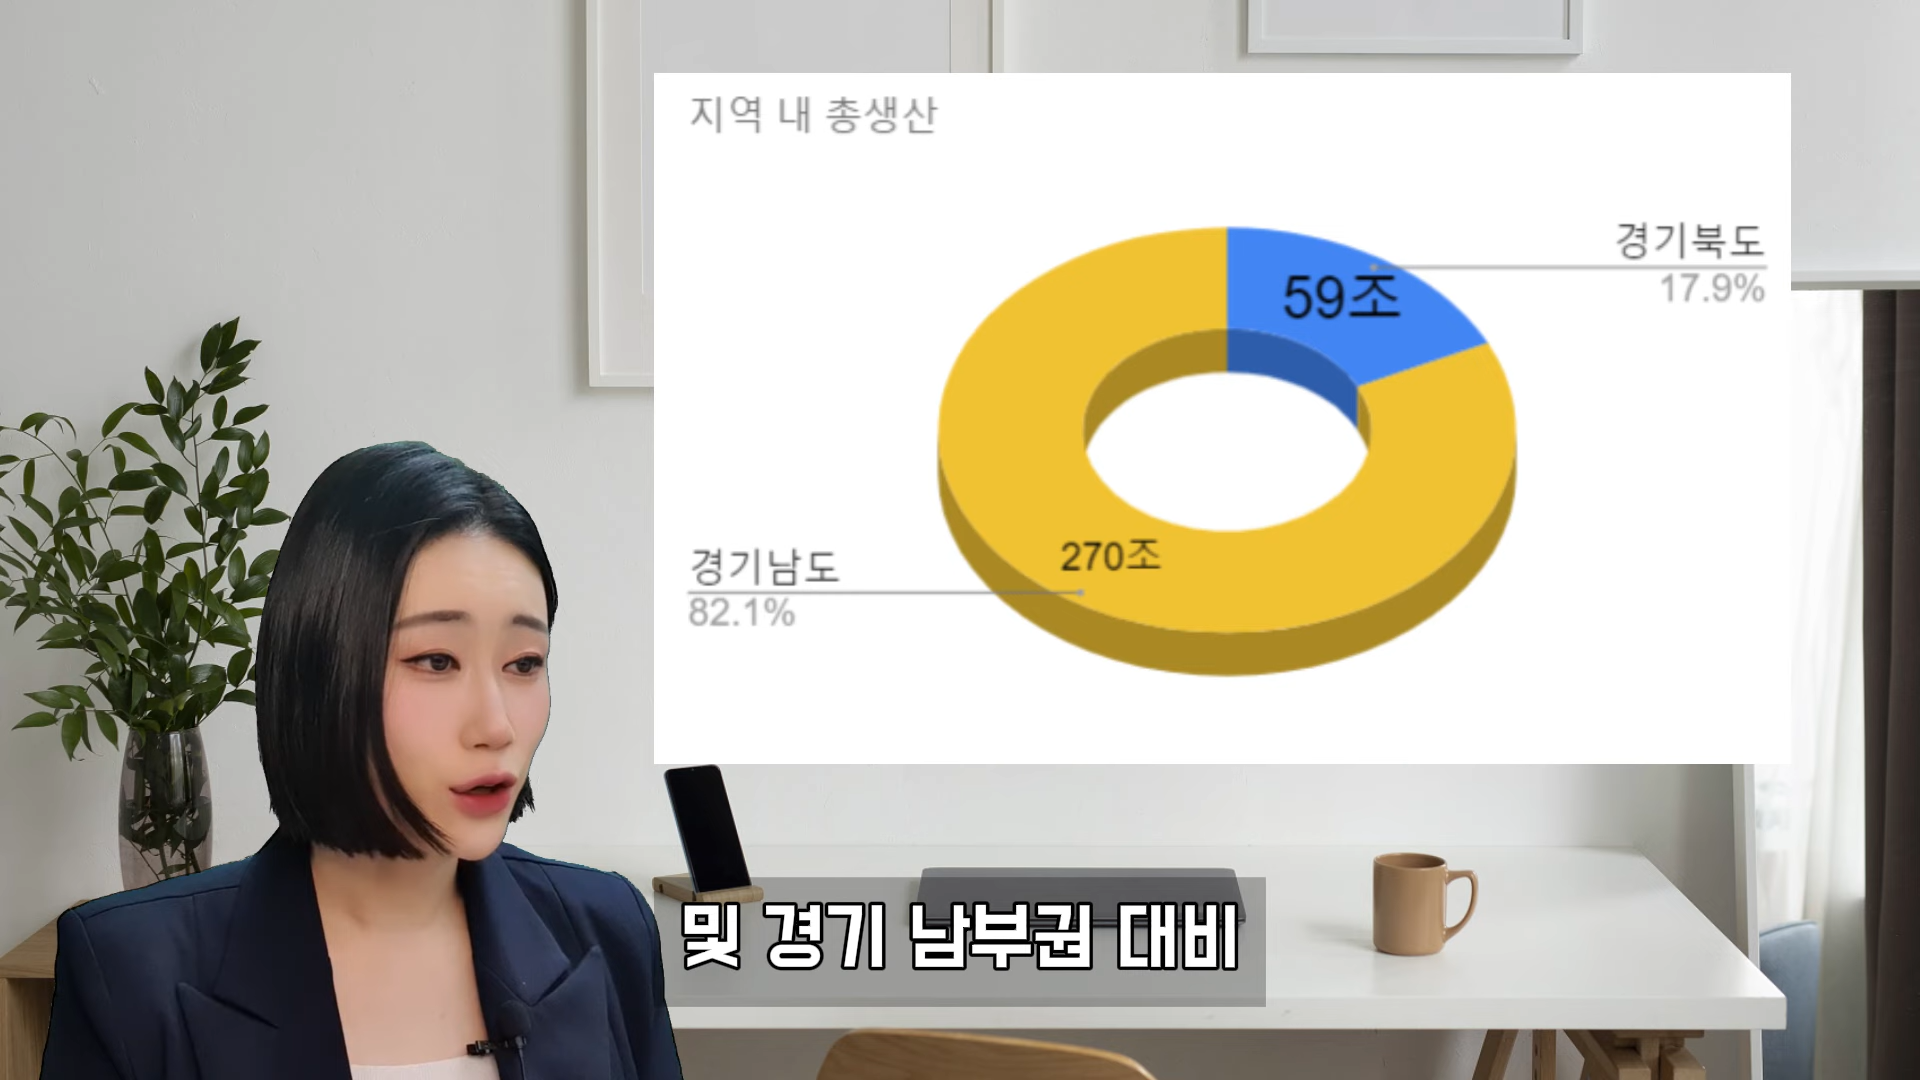 지역 내 총생산
경기북도
17.9%
59조
270조
경기남도
82.1%
및 경기 남부권 대비